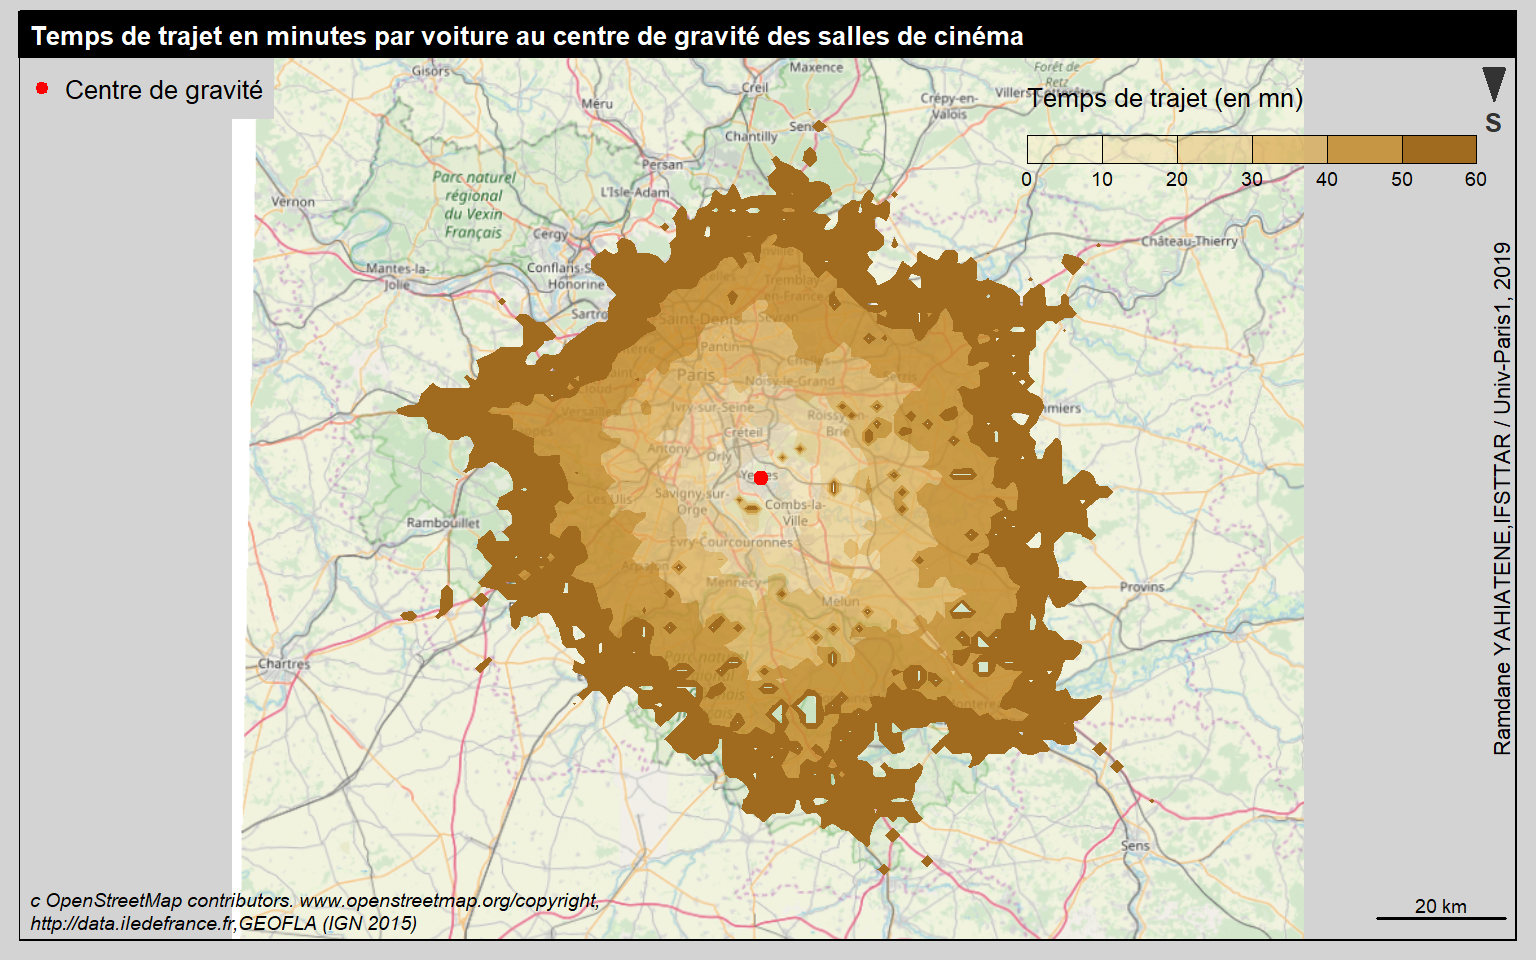 Temps de trajet en minutes par voiture au centre de gravité des salles de cinéma
Centre de gravité
Temps de trajet (en mn)
0 10 20 30 40 50 60
S
Gisors
Maxence
Forêt de
Retz
Creil
Méru
Crépy-en-
Valois
Chantilly
Persan
L'Isle-Adam
Parc naturel
régional
du Vexin
Français
Vernon
Cergy
Château-Thierry
Mantes-la-
Jolie
Conflans-S
Honorine
Tremblay-
en-France
Sartro
Saint-Denis
Sevran
Pantin
Chelles
Paris
Noisy-le-Grand
Serris
Versailles
Ivry-sur-Seine
Roissy-en-
Brie
miers
Créteil
Antony
Orly
Yerres
Les Ulis
Savigny-sur-
Orge
Combs-la-
Ville
Rambouillet
Évry-Courcouronnes
Arpajon
Mennecy
Melun
Provins
Chartres
Parc naturel
Montereau
Sens
Ramdane YAHIATENE,IFSTTAR / Univ-Paris1, 2019
c OpenStreetMap contributors. www.openstreetmap.org/copyright,
http://data.iledefrance.fr,GEOFLA (IGN 2015)
20 km